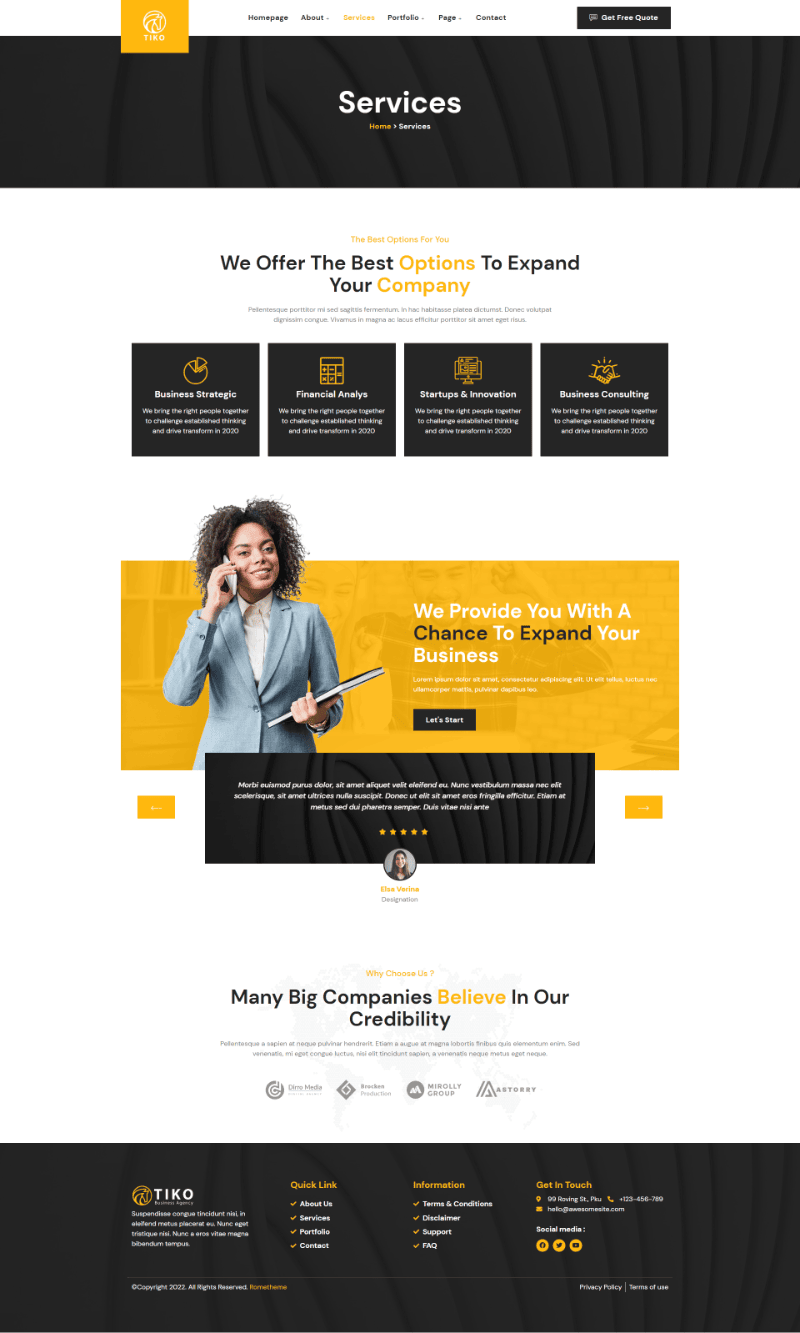 TIKO
Homepage About Services Portfolio Page Contact
Get Free Quote
Services
Home > Services
The Best Options For You
We Offer The Best Options To Expand
Your Company
Pellentesque porttitor mi sed sagittis fermentum. In hac habitasse platea dictumst. Donec volutpat
dignissim congue. Vivamus in magna ac lacus efficitur porttitor sit amet eget risus.
Business Strategic
We bring the right people together
to challenge established thinking
and drive transform in 2020
Financial Analys
We bring the right people together
to challenge established thinking
and drive transform in 2020
Startups & Innovation
We bring the right people together
to challenge established thinking
and drive transform in 2020
Business Consulting
We bring the right people together
to challenge established thinking
and drive transform in 2020
We Provide You With A
Chance To Expand Your
Business
Lorem ipsum dolor sit amet, consectetur adipiscing elit. Ut elit tellus, luctus nec
ullamcorper mattis, pulvinar dapibus leo.
Let's Start
Morbi euismod purus dolor, sit amet aliquet velit eleifend eu. Nunc vestibulum massa nec elit
scelerisque, sit amet ultrices nulla suscipit. Donec ut elit sit amet eros fringilla efficitur. Etiam at
metus sed dui pharetra semper. Duis vitae nisi ante
Elsa Verina
Designation
Why Choose Us ?
Many Big Companies Believe In Our
Credibility
Pellentesque a sapien at neque pulvinar hendrerit. Etiam a augue at magna lobortis finibus quis elementum enim. Sed
venenatis, mi eget congue luctus, nisi elit tincidunt sapien, a venenatis neque metus eget neque.
Dirro Media
Brocken
Production
MIROLLY
GROUP
ASTORRY
TIKO
Business Agency
Suspendisse congue tincidunt nisi, in
eleifend metus placerat eu. Nunc eget
tristique nisi. Nunc a eros vitae magna
bibendum tempus.
Quick Link
About Us
Services
Portfolio
Contact
Information
Terms & Conditions
Disclaimer
Support
FAQ
Get In Touch
99 Roving St., Pku +123-456-789
hello@awesomesite.com
Social media :
©Copyright 2022. All Rights Reserved. Rometheme
Privacy Policy Terms of use